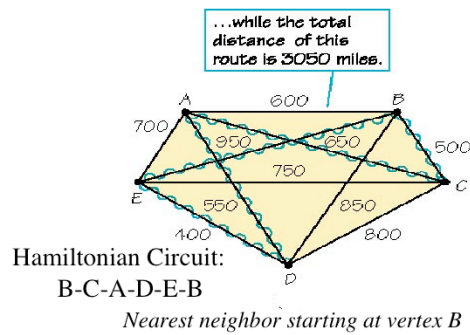 ...while the total
distance of this
route is 3050 miles.
A
600
B
700
950
650
500
E
750
C
550
850
400
800
D
Hamiltonian Circuit:
B-C-A-D-E-B
Nearest neighbor starting at vertex B